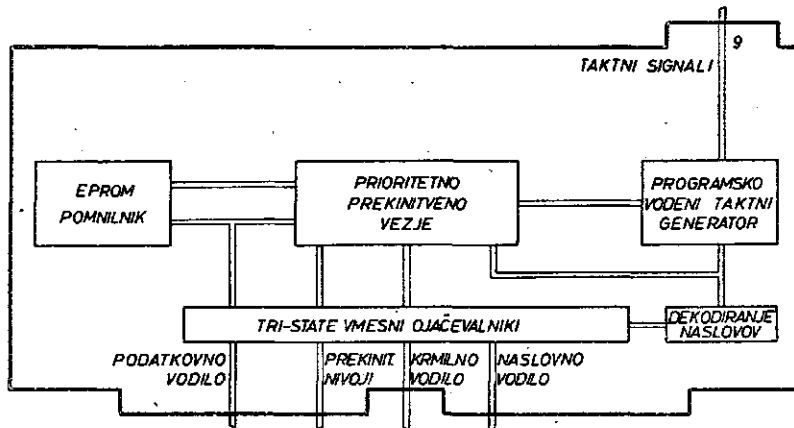 9
TAKTNI SIGNALI
EPROM
POMNILNIK
PRIORITETNO
PREKINITVENO
VEZJE
PROGRAMSKO
VODENI TAKTNI
GENERATOR
TRI-STATE VMESNI OJAČEVALNIKI
DEKODIRANJE
NASLOVOV
PODATKOVNO
VODILO
PREKINIT.
NIVOJI
KRMILNO
VODILO
NASLOVNO
VODILO